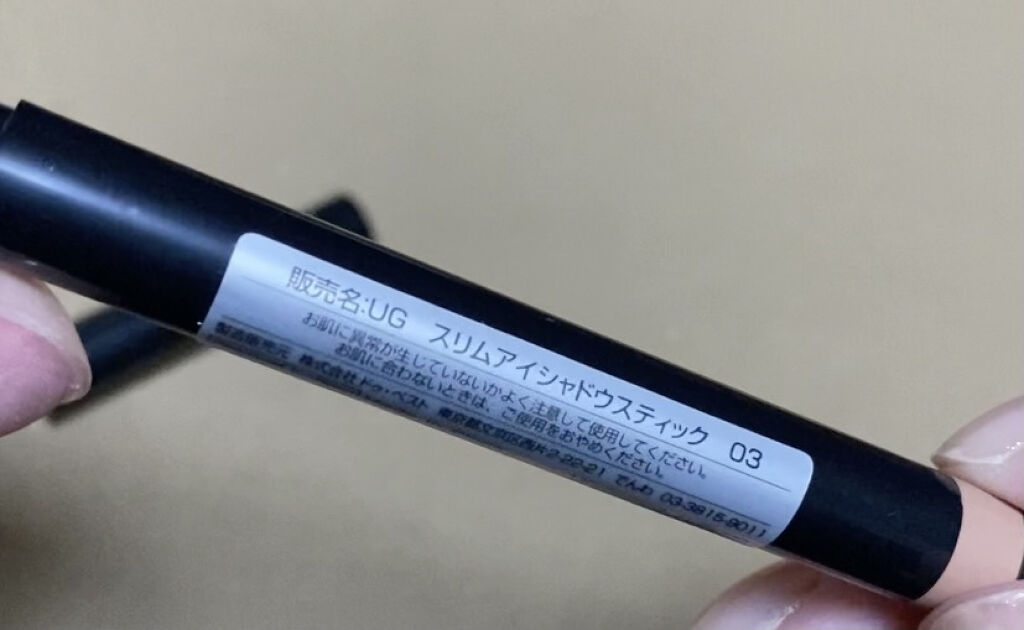 販売名:UG スリムアイシャドウスティック 03
お肌に異常が生じていないかよく注意して使用してください。
お肌に合わないときは、ご使用をおやめください。
製造販売元 株式会社 ドゥ・ベスト 東京都文京区西片2-22-21 でんわ 03-3815-9011